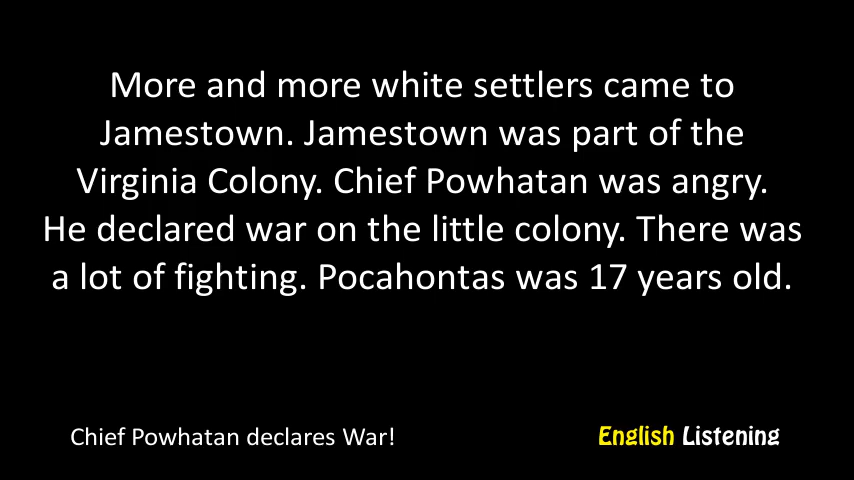 More and more white settlers came to
Jamestown. Jamestown was part of the
Virginia Colony. Chief Powhatan was angry.
He declared war on the little colony. There was
a lot of fighting. Pocahontas was 17 years old.
Chief Powhatan declares War!
English Listening